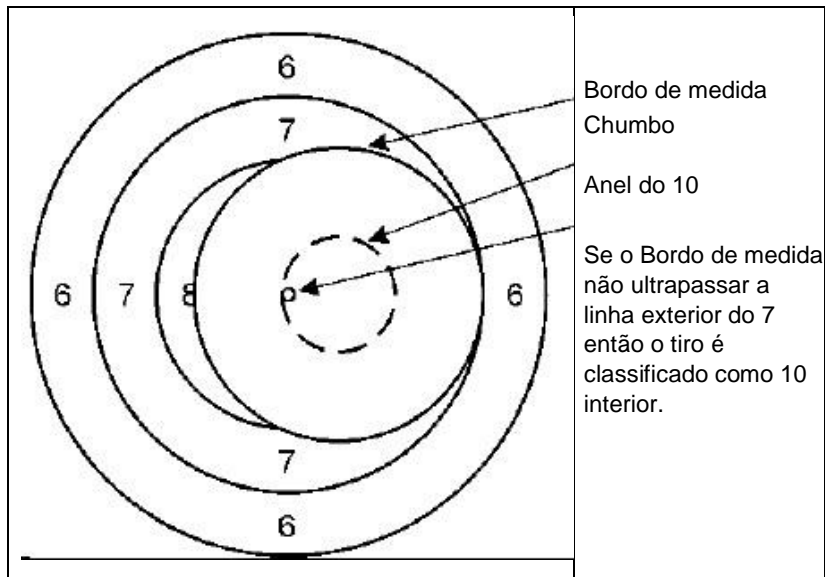 6
7
6
7
8
6
7
6
Bordo de medida
Chumbo
Anel do 10
Se o Bordo de medida
não ultrapassar a
linha exterior do 7
então o tiro é
classificado como 10
interior.